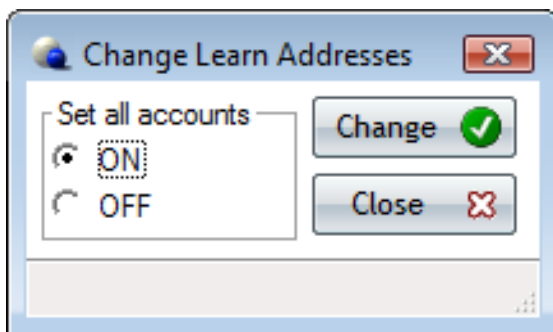 Change Learn Addresses
Set all accounts
ON
OFF
Change
Close